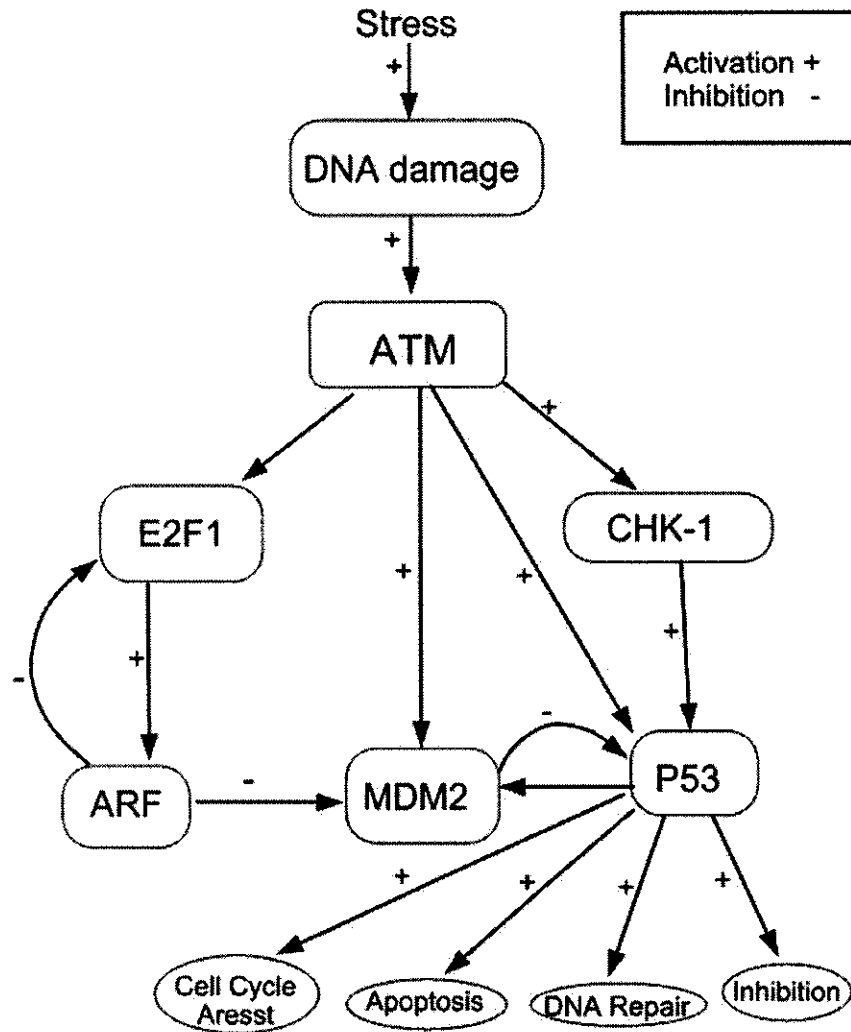 Stress
Activation +
Inhibition -
+
DNA damage
+
ATM
+
E2F1
CHK-1
+
+
+
+
-
-
ARF
-
MDM2
P53
+
+
+
+
Cell Cycle
Aresst
Apoptosis
DNA Repair
Inhibition